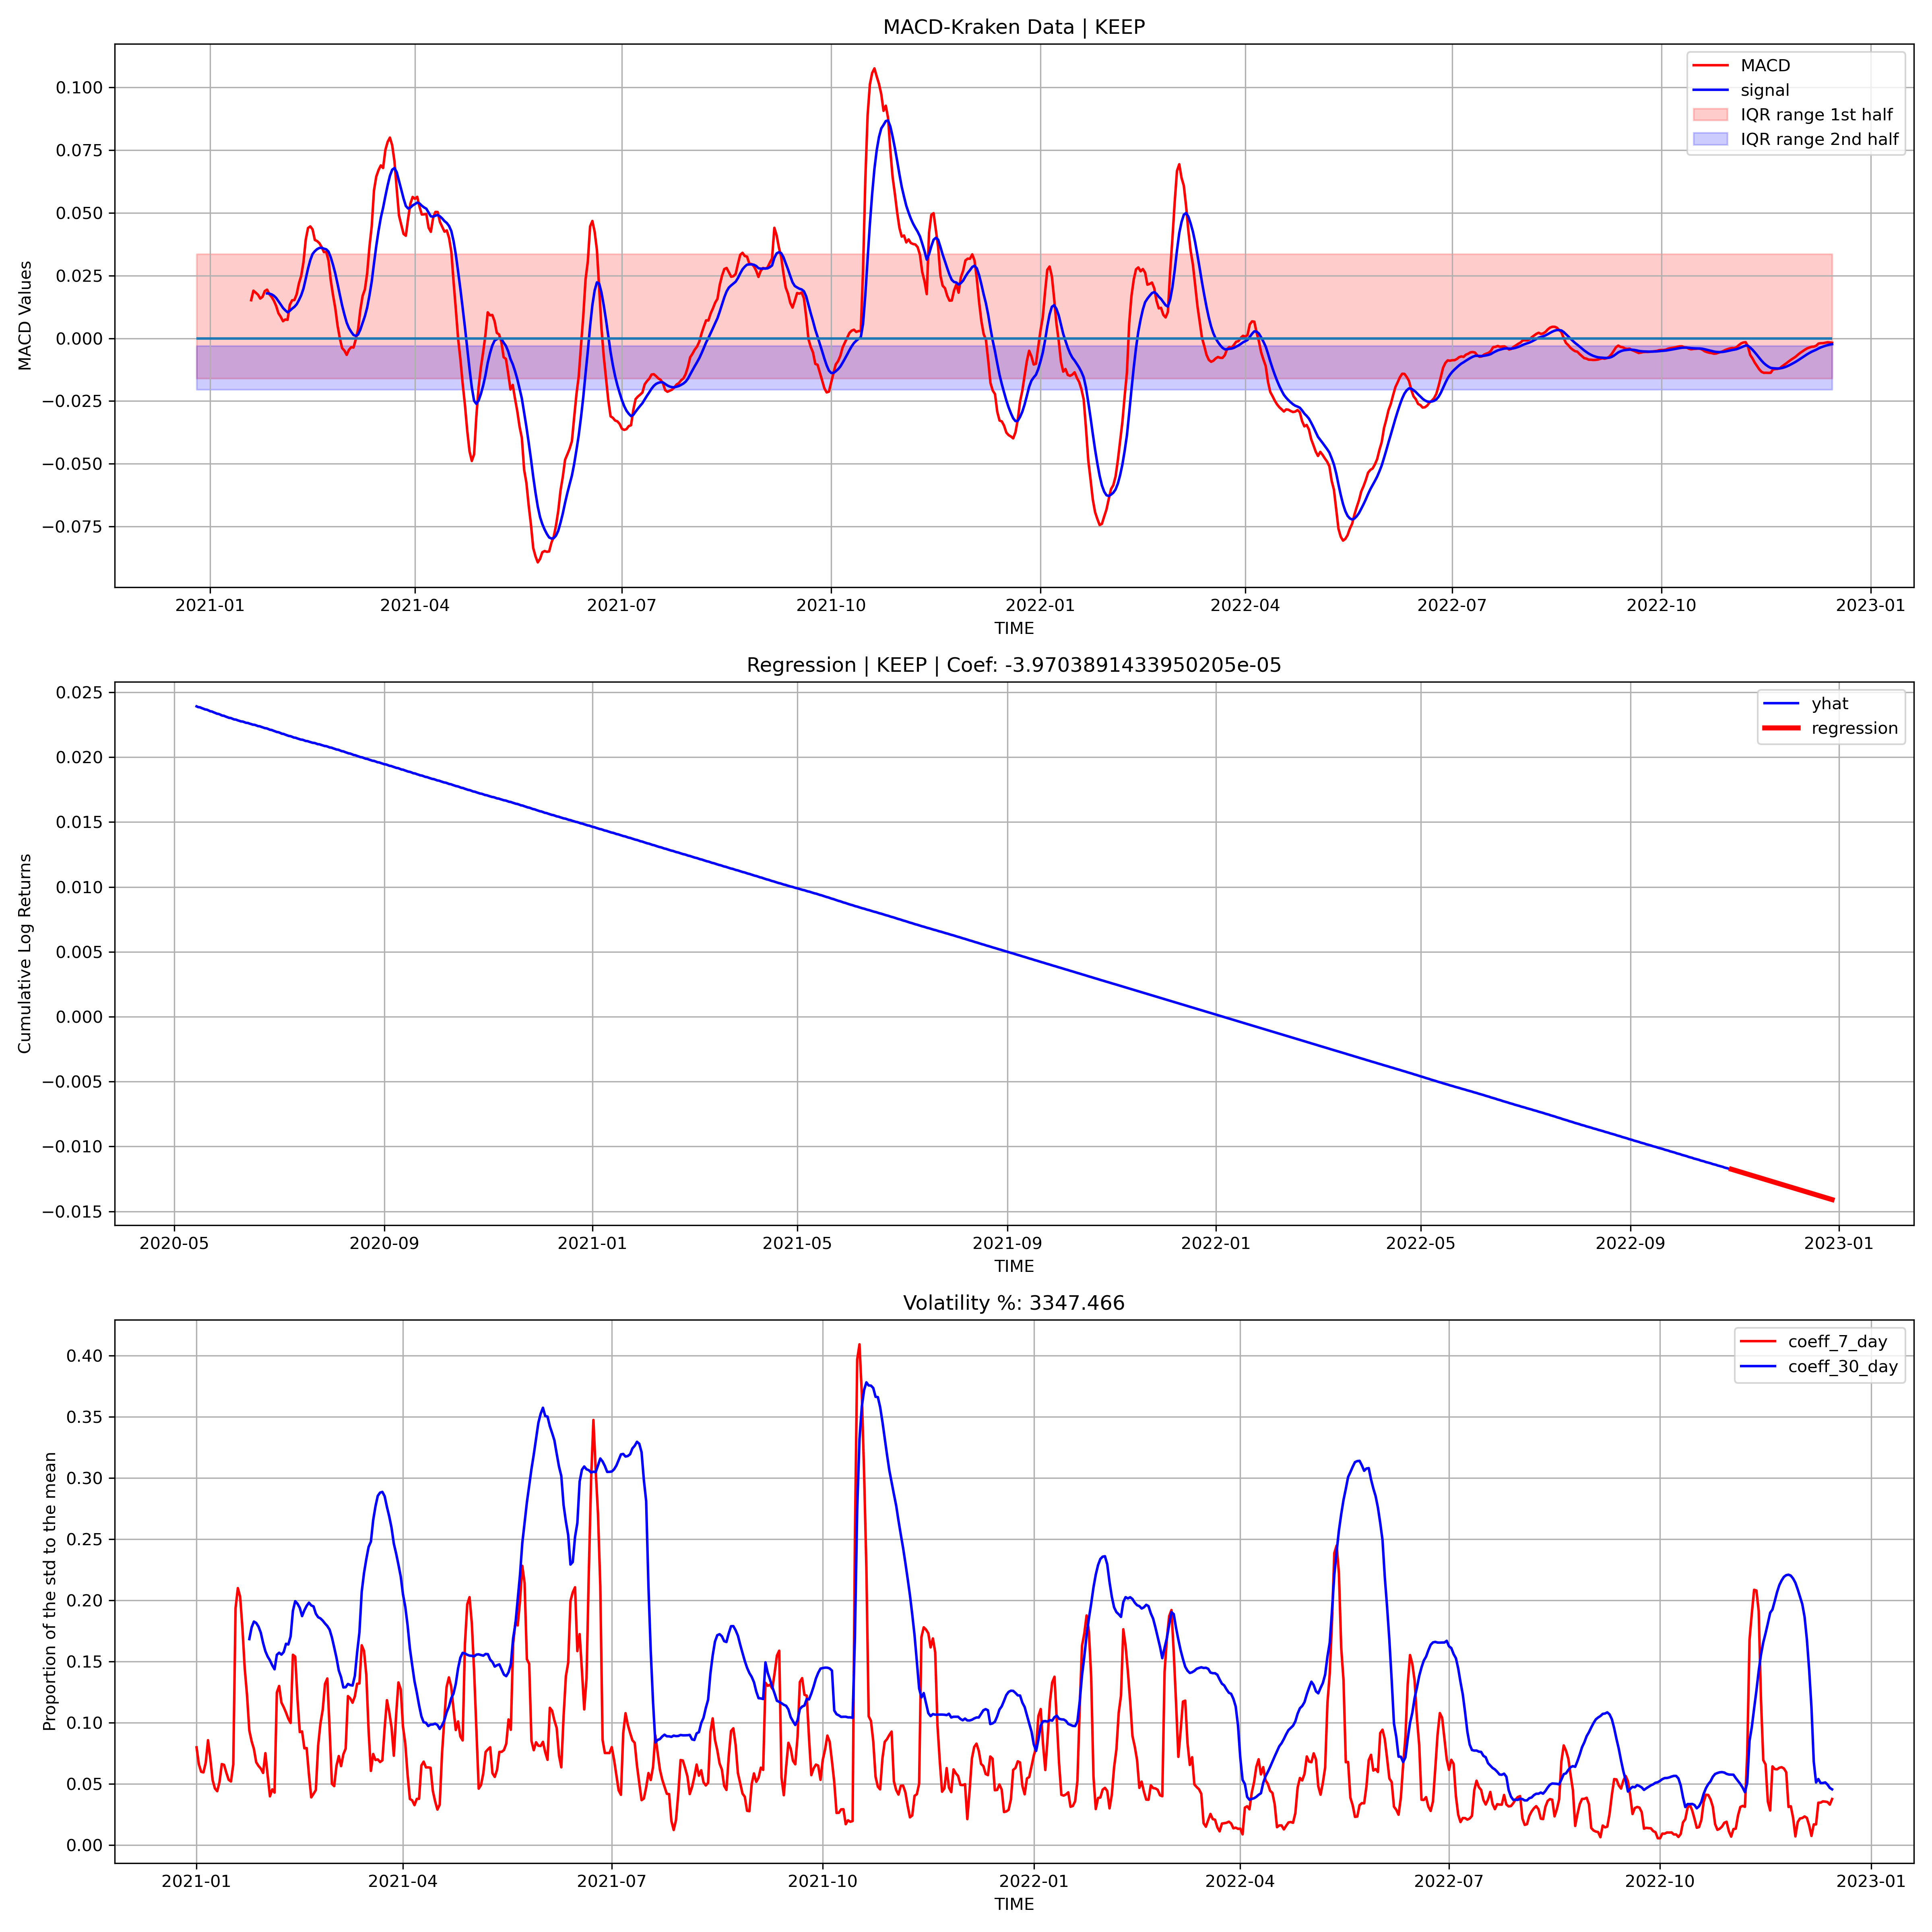 MACD-Kraken Data | KEEP
MACD Values
0.100
0.075
0.050
0.025
0.000
−0.025
−0.050
−0.075
MACD
signal
IQR range 1st half
IQR range 2nd half
2021-01 2021-04 2021-07 2021-10 2022-01 2022-04 2022-07 2022-10 2023-01
TIME
Regression | KEEP | Coef: -3.9703891433950205e-05
Cumulative Log Returns
0.025
0.020
0.015
0.010
0.005
0.000
−0.005
−0.010
−0.015
yhat
regression
2020-05 2020-09 2021-01 2021-05 2021-09 2022-01 2022-05 2022-09 2023-01
TIME
Volatility %: 3347.466
Proportion of the std to the mean
0.40
0.35
0.30
0.25
0.20
0.15
0.10
0.05
0.00
coeff_7_day
coeff_30_day
2021-01 2021-04 2021-07 2021-10 2022-01 2022-04 2022-07 2022-10 2023-01
TIME